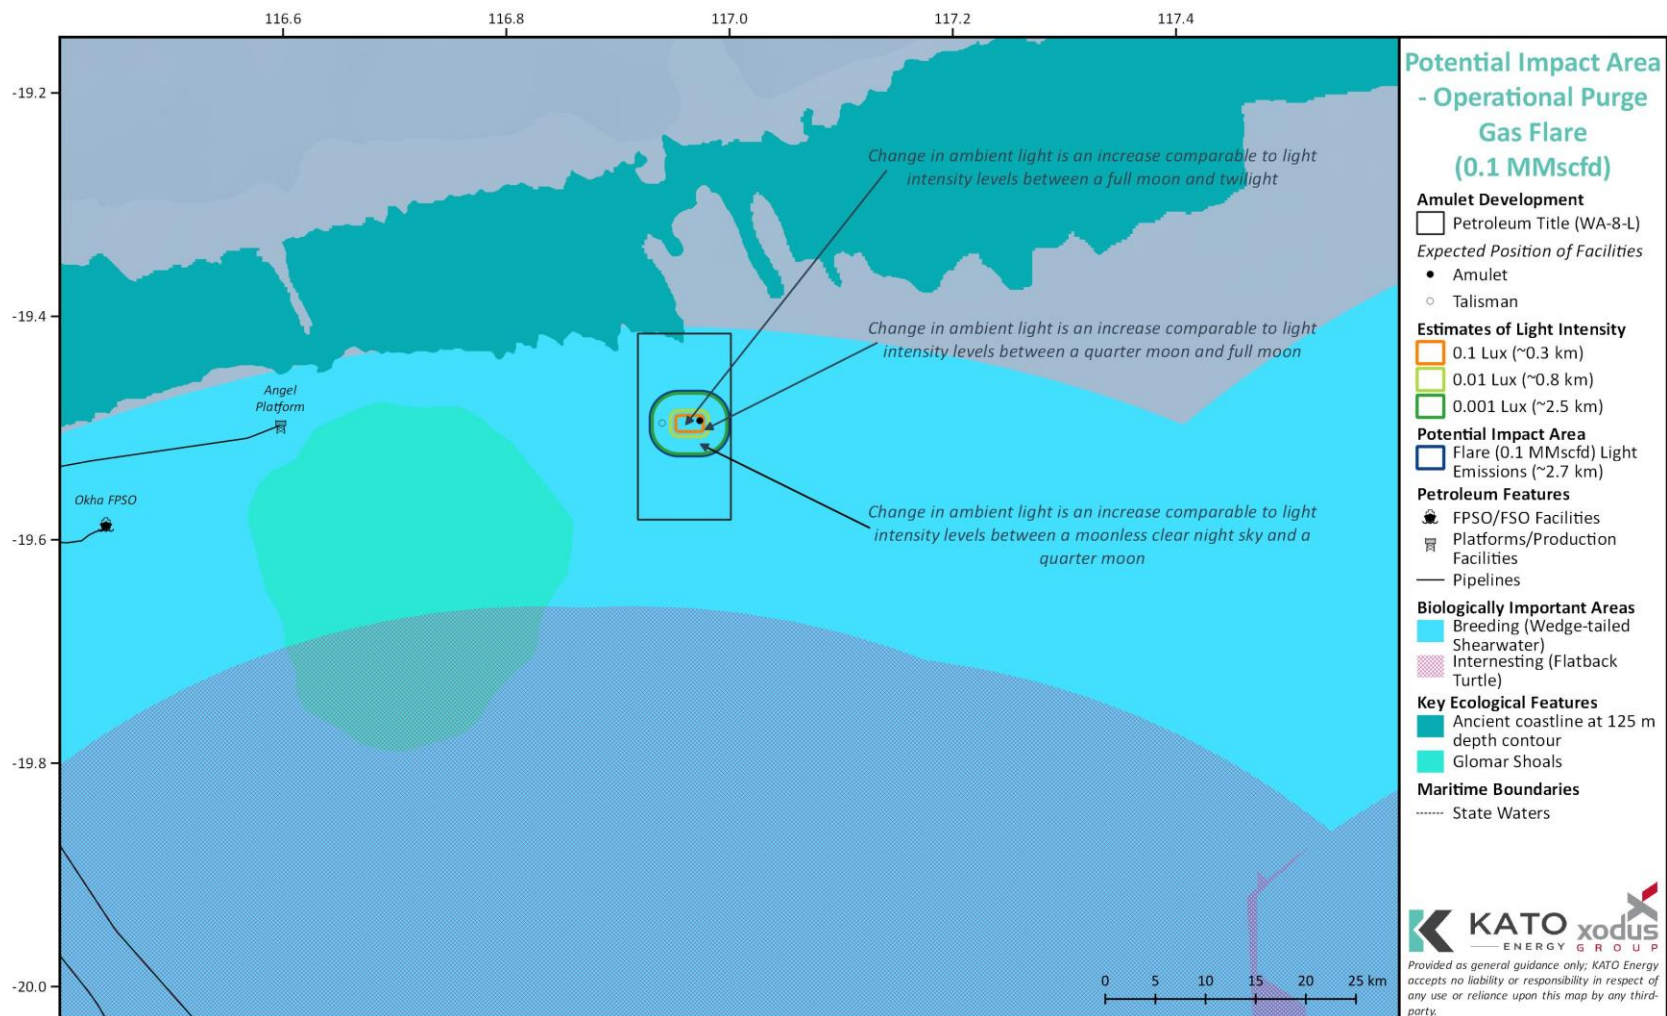 116.6 116.8 117.0 117.2 117.4
-19.2
-19.4
-19.6
-19.8
-20.0
Change in ambient light is an increase comparable to light
intensity levels between a full moon and twilight
Change in ambient light is an increase comparable to light
intensity levels between a quarter moon and full moon
Angel
Platform
Okha FPSO
Change in ambient light is an increase comparable to light
intensity levels between a moonless clear night sky and a
quarter moon
0 5 10 15 20 25 km
Potential Impact Area
- Operational Purge
Gas Flare
(0.1 MMscfd)
Amulet Development
Petroleum Title (WA-8-L)
Expected Position of Facilities
Amulet
Talisman
Estimates of Light Intensity
0.1 Lux (~0.3 km)
0.01 Lux (~0.8 km)
0.001 Lux (~2.5 km)
Potential Impact Area
Flare (0.1 MMscfd) Light
Emissions (~2.7 km)
Petroleum Features
FPSO/FSO Facilities
Platforms/Production
Facilities
Pipelines
Biologically Important Areas
Breeding (Wedge-tailed
Shearwater)
Internesting (Flatback
Turtle)
Key Ecological Features
Ancient coastline at 125 m
depth contour
Glomar Shoals
Maritime Boundaries
State Waters
KATO
ENERGY
xodus
GROUP
Provided as general guidance only; KATO Energy
accepts no liability or responsibility in respect of
any use or reliance upon this map by any third-
party.